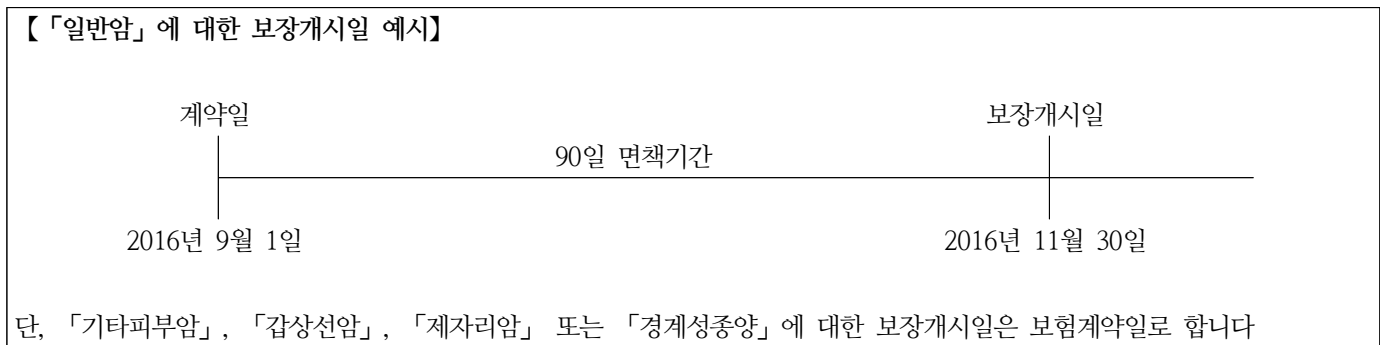 【「일반암」에 대한 보장개시일 예시】
계약일 보장개시일
90일 면책기간
2016년 9월 1일 2016년 11월 30일
단, 「기타피부암」, 「갑상선암」, 「제자리암」 또는 「경계성종양」에 대한 보장개시일은 보험계약일로 합니다